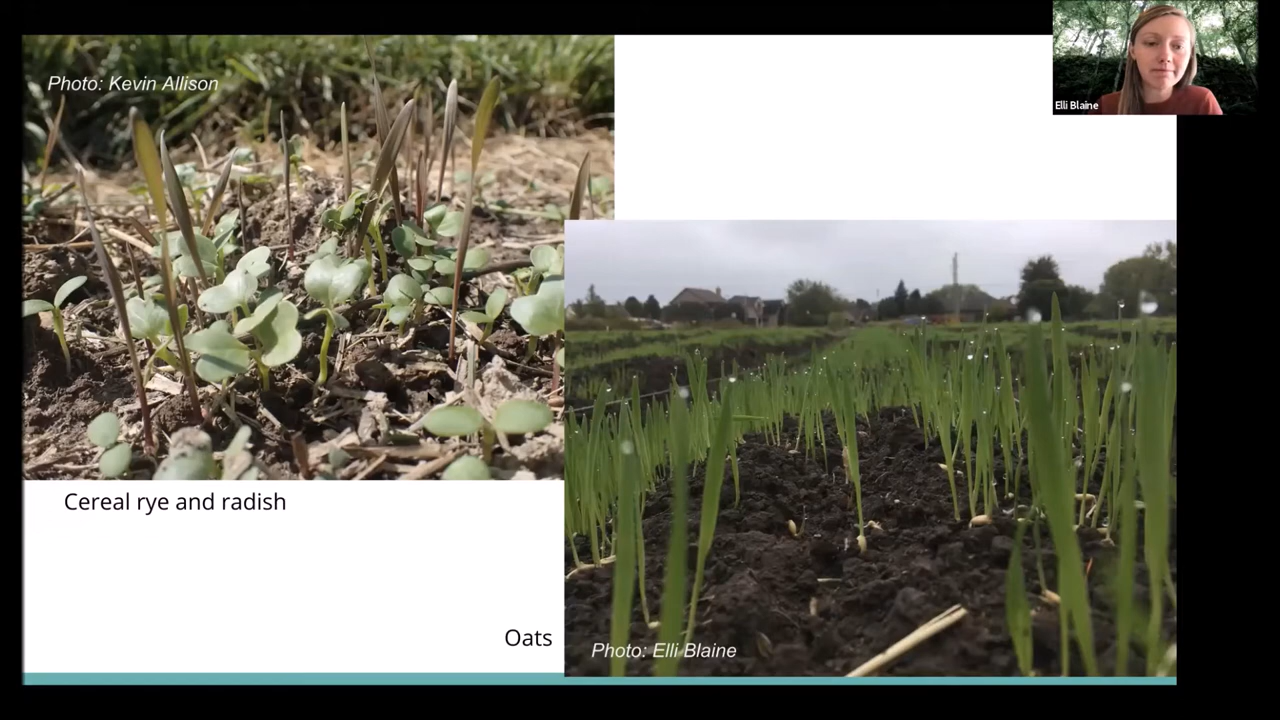 Photo: Kevin Allison
Elli Blaine
Cereal rye and radish
Oats
Photo: Elli Blaine